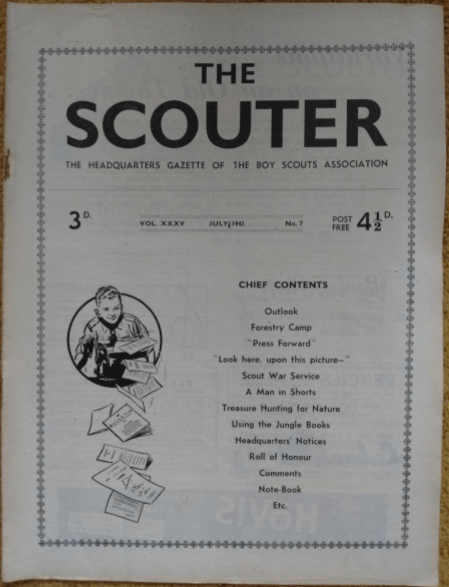 THE
SCOUTER
THE HEADQUARTERS GAZETTE OF THE BOY SCOUTS ASSOCIATION
3D. VOL. XXXV JULY, 1941 No. 7 POST FREE 4½D.
CHIEF CONTENTS
Outlook
Forestry Camp
"Press Forward"
"Look here, upon this picture—"
Scout War Service
A Man in Shorts
Treasure Hunting for Nature
Using the Jungle Books
Headquarters' Notices
Roll of Honour
Comments
Note-Book
Etc.
HOVIS